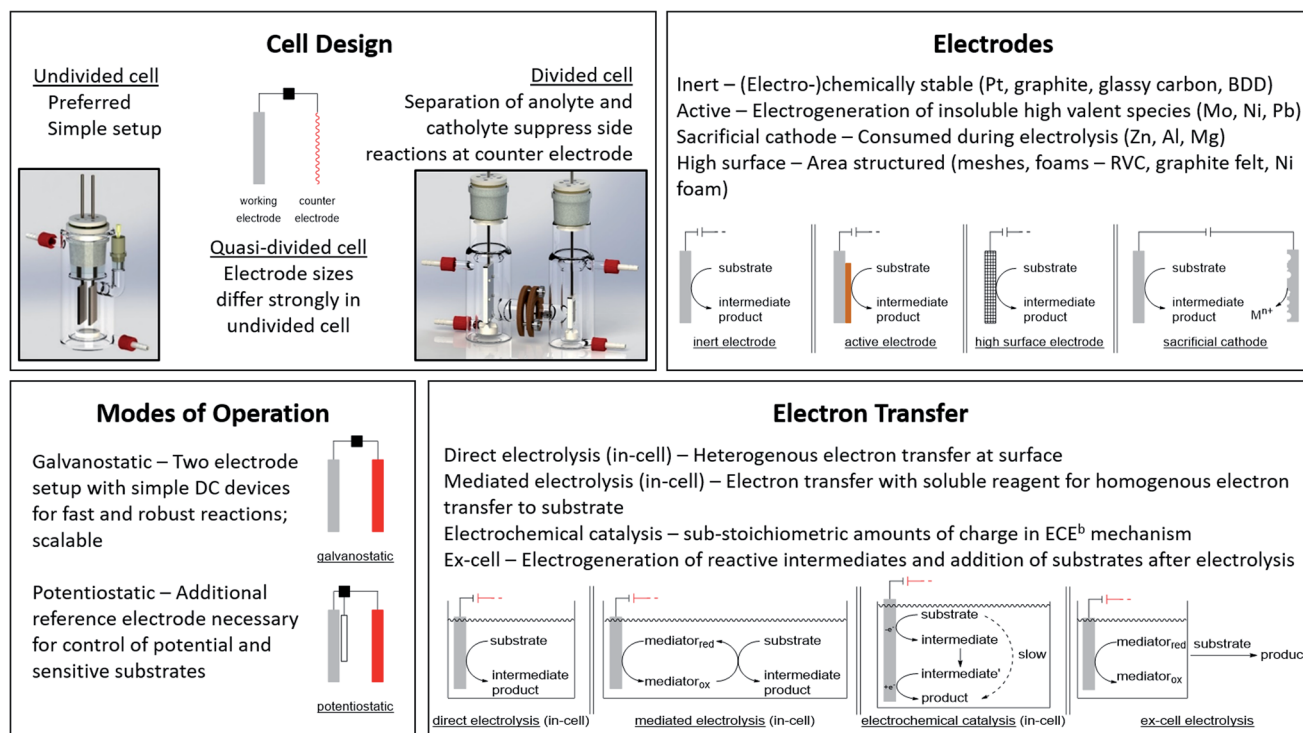 Cell Design
Undivided cell
Preferred
Simple setup
working
electrode
counter
electrode
Quasi-divided cell
Electrode sizes
differ strongly in
undivided cell
Divided cell
Separation of anolyte and
catholyte suppress side
reactions at counter electrode
Electrodes
Inert – (Electro-)chemically stable (Pt, graphite, glassy carbon, BDD)
Active – Electrogeneration of insoluble high valent species (Mo, Ni, Pb)
Sacrificial cathode – Consumed during electrolysis (Zn, Al, Mg)
High surface – Area structured (meshes, foams – RVC, graphite felt, Ni
foam)
substrate
intermediate
product
inert electrode
substrate
intermediate
product
active electrode
substrate
intermediate
product
high surface electrode
substrate
intermediate
product
Mⁿ⁺
sacrificial cathode
Modes of Operation
Galvanostatic – Two electrode
setup with simple DC devices
for fast and robust reactions;
scalable
galvanostatic
Potentiostatic – Additional
reference electrode necessary
for control of potential and
sensitive substrates
potentiostatic
Electron Transfer
Direct electrolysis (in-cell) – Heterogenous electron transfer at surface
Mediated electrolysis (in-cell) – Electron transfer with soluble reagent for homogenous electron
transfer to substrate
Electrochemical catalysis – sub-stoichiometric amounts of charge in ECEᵇ mechanism
Ex-cell – Electrogeneration of reactive intermediates and addition of substrates after electrolysis
substrate
intermediate
product
direct electrolysis (in-cell)
mediator_red
mediator_ox
substrate
intermediate
product
mediated electrolysis (in-cell)
substrate
-e⁻
intermediate
slow
intermediate'
+e⁻
product
electrochemical catalysis (in-cell)
mediator_red
mediator_ox
substrate
product
ex-cell electrolysis